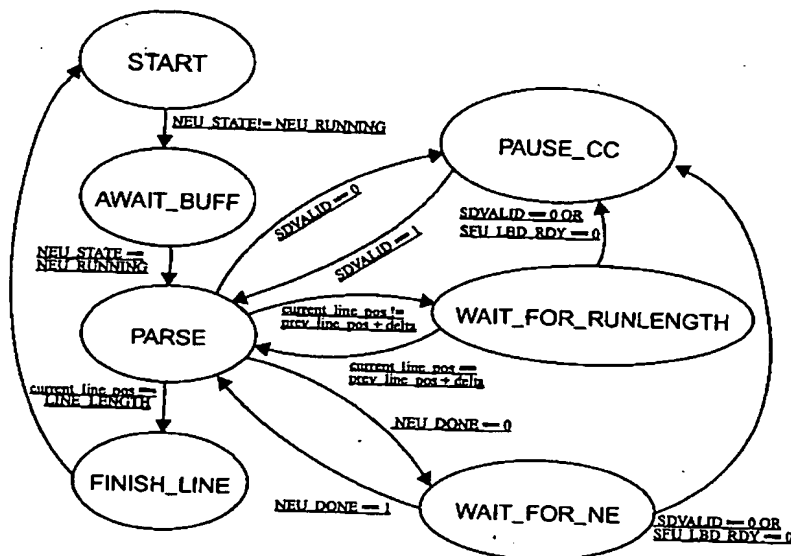 START
NEU_STATE != NEU_RUNNING
PAUSE_CC
AWAIT_BUFF
SDVALID == 0
SDVALID == 0 OR
SFU_LBD_RDY == 0
SDVALID == 1
NEU_STATE ==
NEU_RUNNING
current_line_pos !=
prev_line_pos + delta
WAIT_FOR_RUNLENGTH
PARSE
current_line_pos ==
prev_line_pos + delta
current_line_pos ==
LINE_LENGTH
NEU_DONE == 0
FINISH_LINE
NEU_DONE == 1
WAIT_FOR_NE
SDVALID == 0 OR
SFU_LBD_RDY == 0